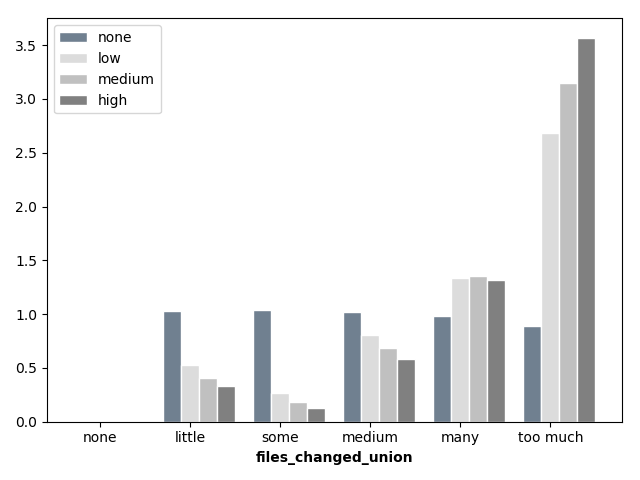 none
low
medium
high
3.5
3.0
2.5
2.0
1.5
1.0
0.5
0.0
none little some medium many too much
files_changed_union